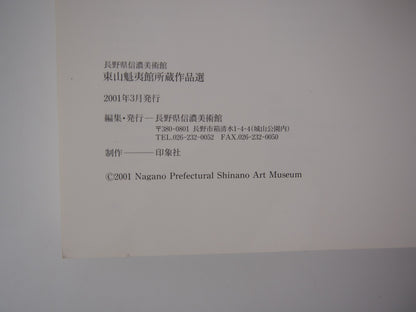 長野県信濃美術館
東山魁夷館所蔵作品選
2001年3月発行
編集・発行―長野県信濃美術館
〒380-0801 長野市箱清水1-4-4(城山公園内)
TEL.026-232-0052 FAX.026-232-0050
制作―――印象社
©2001 Nagano Prefectural Shinano Art Museum